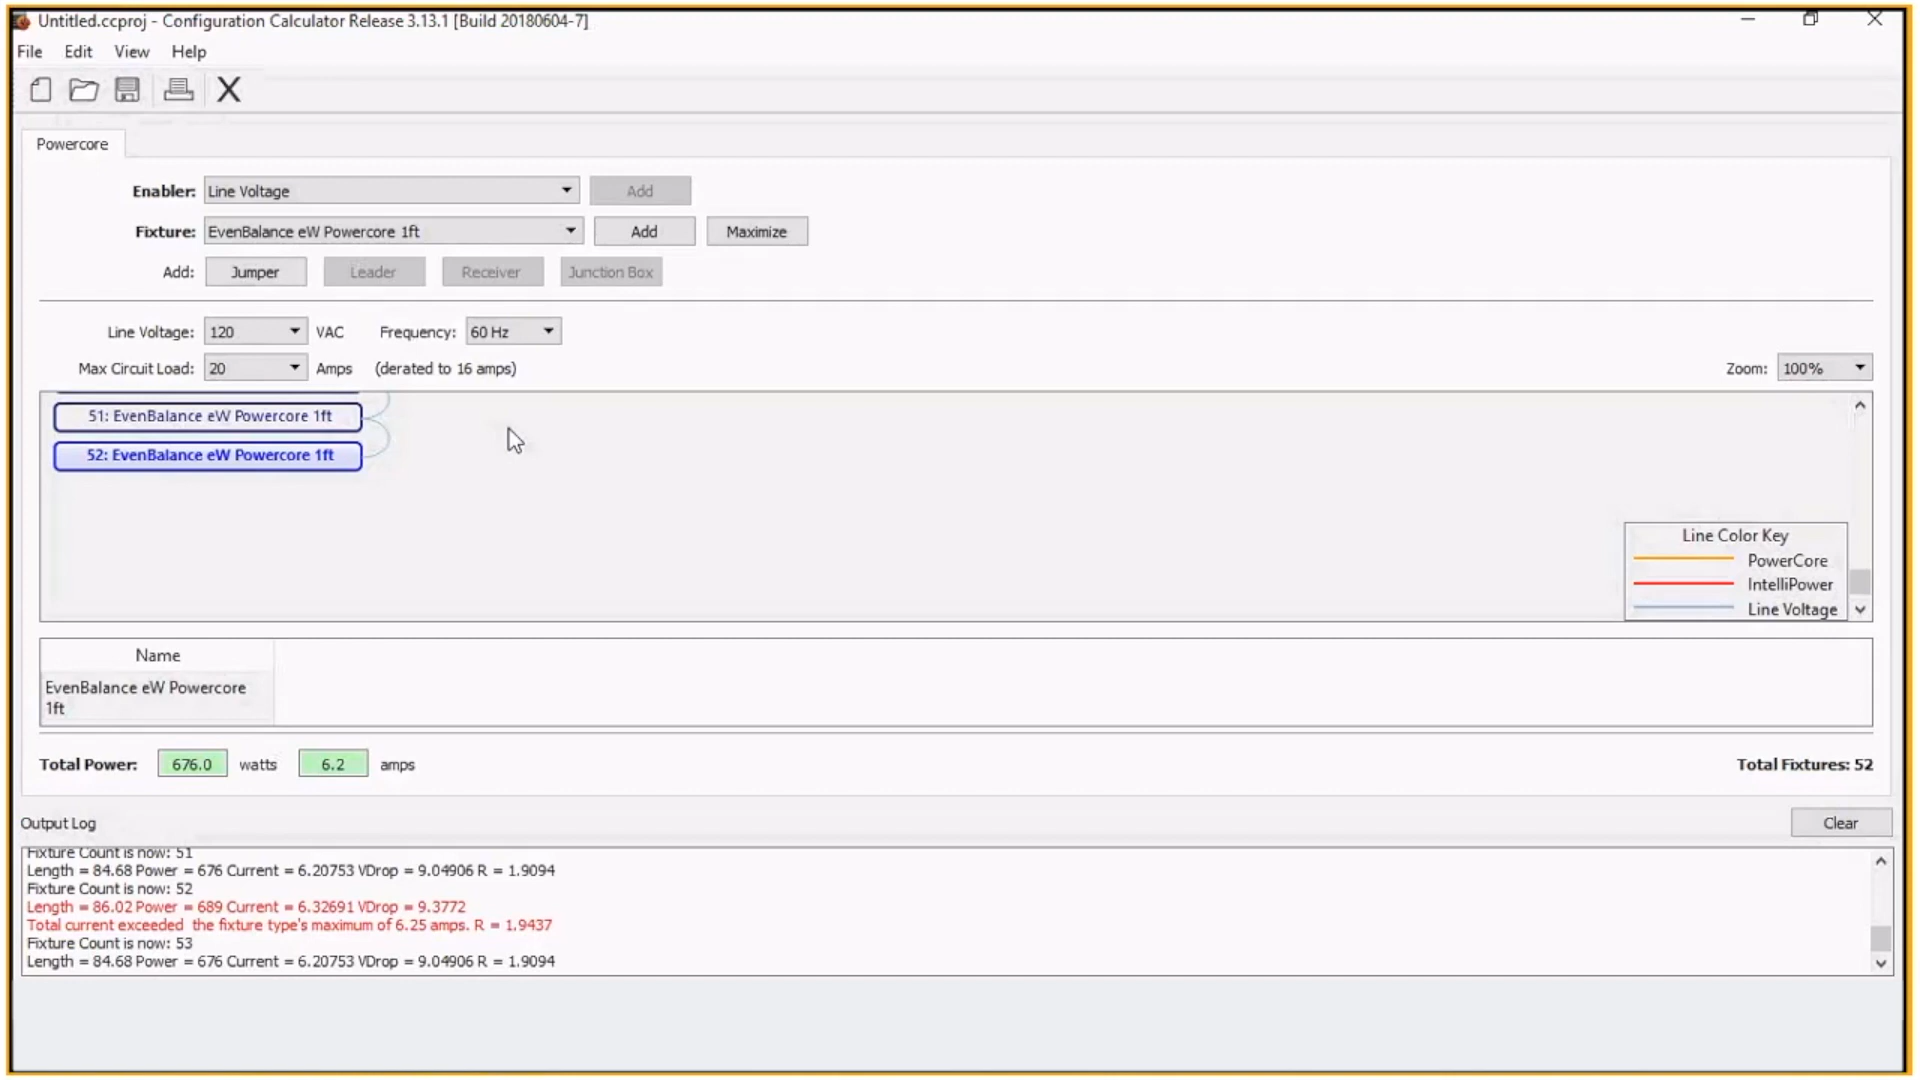 Untitled.ccproj - Configuration Calculator Release 3.13.1 [Build 20180604-7]
File Edit View Help
Powercore
Enabler: Line Voltage Add
Fixture: EvenBalance eW Powercore 1ft Add Maximize
Add: Jumper Leader Receiver Junction Box
Line Voltage: 120 VAC Frequency: 60 Hz
Max Circuit Load: 20 Amps (derated to 16 amps) Zoom: 100%
51: EvenBalance eW Powercore 1ft
52: EvenBalance eW Powercore 1ft
Line Color Key
PowerCore
IntelliPower
Line Voltage
Name
EvenBalance eW Powercore
1ft
Total Power: 676.0 watts 6.2 amps Total Fixtures: 52
Output Log Clear
Fixture Count is now: 51
Length = 84.68 Power = 676 Current = 6.20753 VDrop = 9.04906 R = 1.9094
Fixture Count is now: 52
Length = 86.02 Power = 689 Current = 6.32691 VDrop = 9.3772
Total current exceeded the fixture type's maximum of 6.25 amps. R = 1.9437
Fixture Count is now: 53
Length = 84.68 Power = 676 Current = 6.20753 VDrop = 9.04906 R = 1.9094